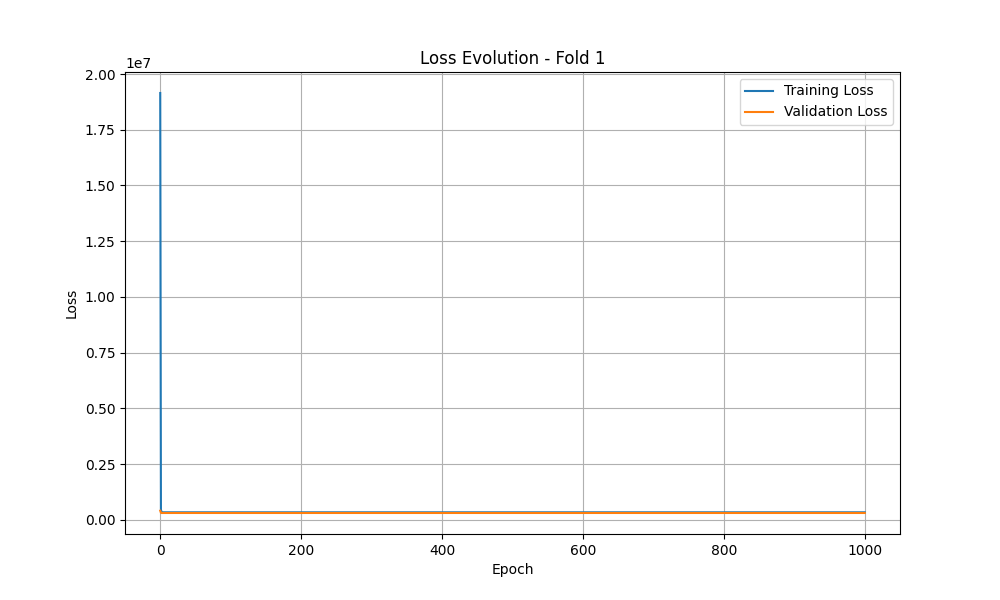 Loss Evolution - Fold 1
1e7
2.00
1.75
1.50
1.25
1.00
0.75
0.50
0.25
0.00
Loss
Training Loss
Validation Loss
0 200 400 600 800 1000
Epoch